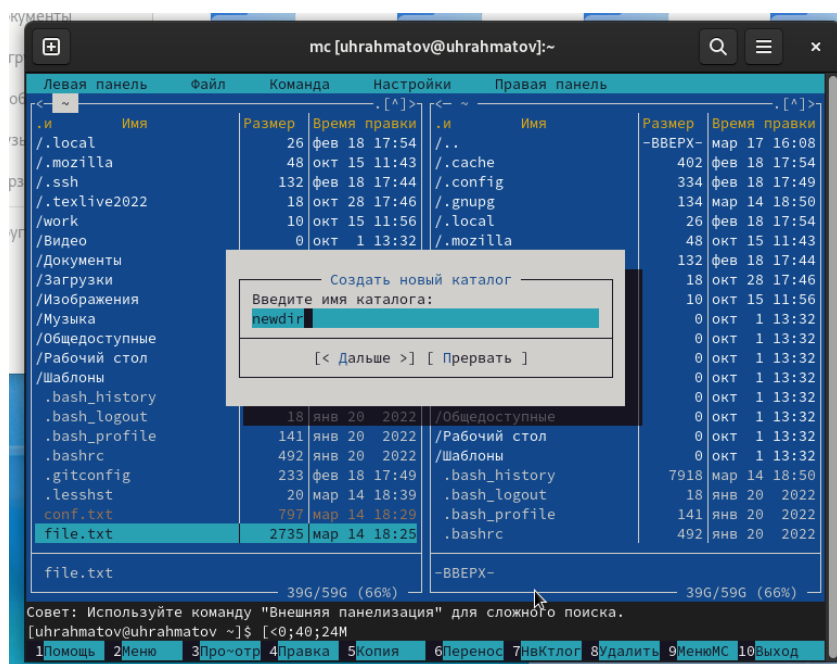 кументы
mc [uhrahmatov@uhrahmatov]:~
Левая панель Файл Команда Настройки Правая панель
<— ~ .[^]> <— ~ .[^]>
.и Имя Размер Время правки .и Имя Размер Время правки
/.local 26 фев 18 17:54 /.. -ВВЕРХ- мар 17 16:08
/.mozilla 48 окт 15 11:43 /.cache 402 фев 18 17:54
/.ssh 132 фев 18 17:44 /.config 334 фев 18 17:49
/.texlive2022 18 окт 28 17:46 /.gnupg 134 мар 14 18:50
/work 10 окт 15 11:56 /.local 26 фев 18 17:54
/Видео 0 окт 1 13:32 /.mozilla 48 окт 15 11:43
/Документы 132 фев 18 17:44
/Загрузки Создать новый каталог 18 окт 28 17:46
/Изображения Введите имя каталога: 10 окт 15 11:56
/Музыка newdir 0 окт 1 13:32
/Общедоступные 0 окт 1 13:32
/Рабочий стол [< Дальше >] [ Прервать ] 0 окт 1 13:32
/Шаблоны 0 окт 1 13:32
.bash_history 0 окт 1 13:32
.bash_logout 18 янв 20 2022 /Общедоступные 0 окт 1 13:32
.bash_profile 141 янв 20 2022 /Рабочий стол 0 окт 1 13:32
.bashrc 492 янв 20 2022 /Шаблоны 0 окт 1 13:32
.gitconfig 233 фев 18 17:49 .bash_history 7918 мар 14 18:50
.lesshst 20 мар 14 18:39 .bash_logout 18 янв 20 2022
conf.txt 797 мар 14 18:29 .bash_profile 141 янв 20 2022
file.txt 2735 мар 14 18:25 .bashrc 492 янв 20 2022
file.txt -ВВЕРХ-
39G/59G (66%) 39G/59G (66%)
Совет: Используйте команду "Внешняя панелизация" для сложного поиска.
[uhrahmatov@uhrahmatov ~]$ [<0;40;24M
1Помощь 2Меню 3Про~отр 4Правка 5Копия 6Перенос 7НвКтлог 8Удалить 9МенюМС 10Выход